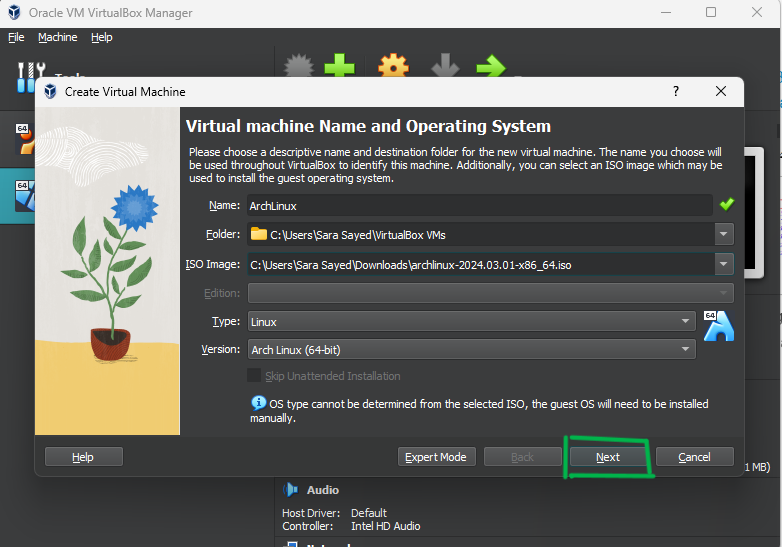 Oracle VM VirtualBox Manager
File Machine Help
Tools
Create Virtual Machine
?
Virtual machine Name and Operating System
Please choose a descriptive name and destination folder for the new virtual machine. The name you choose will
be used throughout VirtualBox to identify this machine. Additionally, you can select an ISO image which may be
used to install the guest operating system.
Name: ArchLinux
Folder: C:\Users\Sara Sayed\VirtualBox VMs
ISO Image: C:\Users\Sara Sayed\Downloads\archlinux-2024.03.01-x86_64.iso
Edition:
Type: Linux
64
Version: Arch Linux (64-bit)
Skip Unattended Installation
OS type cannot be determined from the selected ISO, the guest OS will need to be installed
manually.
Help Expert Mode Back Next Cancel
64
64
1 MB)
Audio
Host Driver: Default
Controller: Intel HD Audio